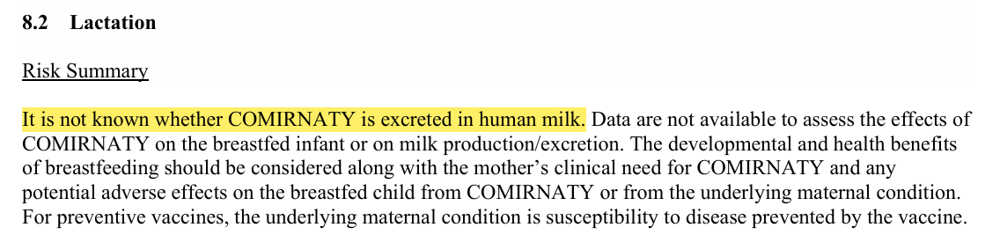 8.2 Lactation
Risk Summary
It is not known whether COMIRNATY is excreted in human milk. Data are not available to assess the effects of
COMIRNATY on the breastfed infant or on milk production/excretion. The developmental and health benefits
of breastfeeding should be considered along with the mother’s clinical need for COMIRNATY and any
potential adverse effects on the breastfed child from COMIRNATY or from the underlying maternal condition.
For preventive vaccines, the underlying maternal condition is susceptibility to disease prevented by the vaccine.